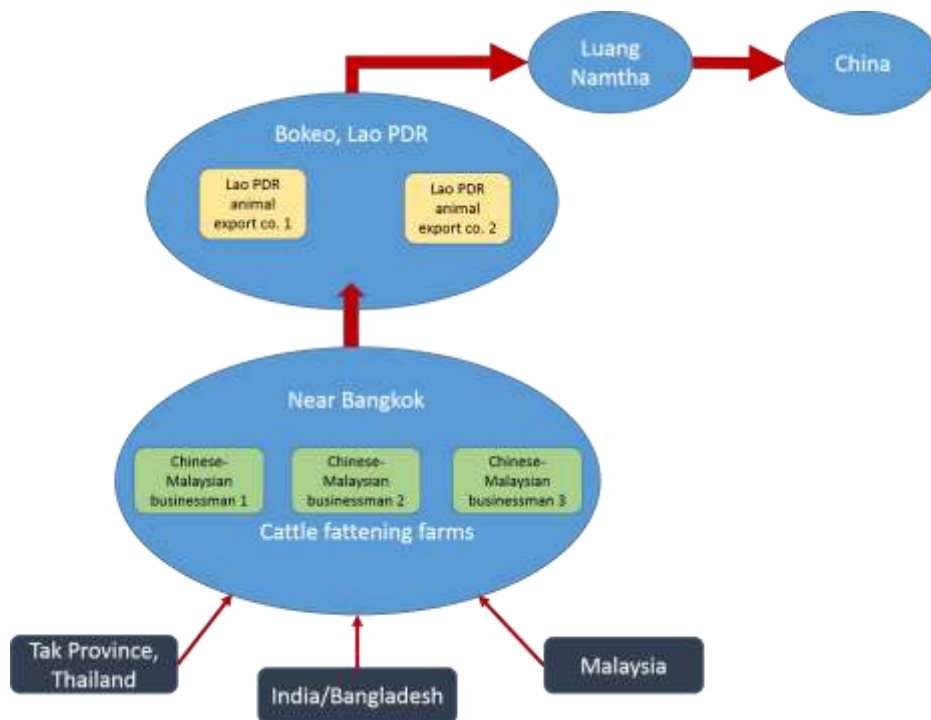 Luang
Namtha
China
Bokeo, Lao PDR
Lao PDR
animal
export co. 1
Lao PDR
animal
export co. 2
Near Bangkok
Chinese-
Malaysian
businessman 1
Chinese-
Malaysian
businessman 2
Chinese-
Malaysian
businessman 3
Cattle fattening farms
Tak Province,
Thailand
India/Bangladesh
Malaysia